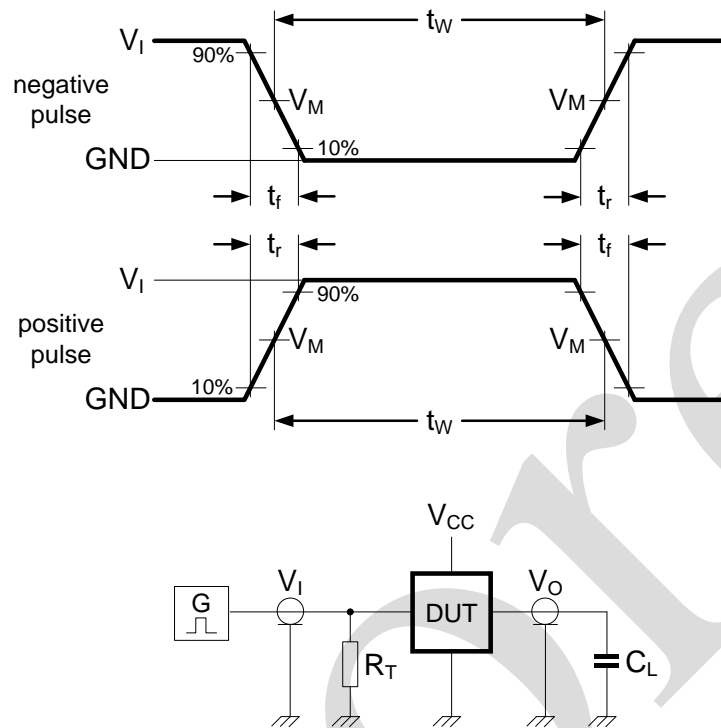 t_W
V_I
90%
negative
pulse
V_M
V_M
GND
10%
t_f
t_r
t_r
t_f
V_I
90%
positive
pulse
V_M
V_M
10%
GND
t_W
V_CC
G
V_I
DUT
V_O
R_T
C_L